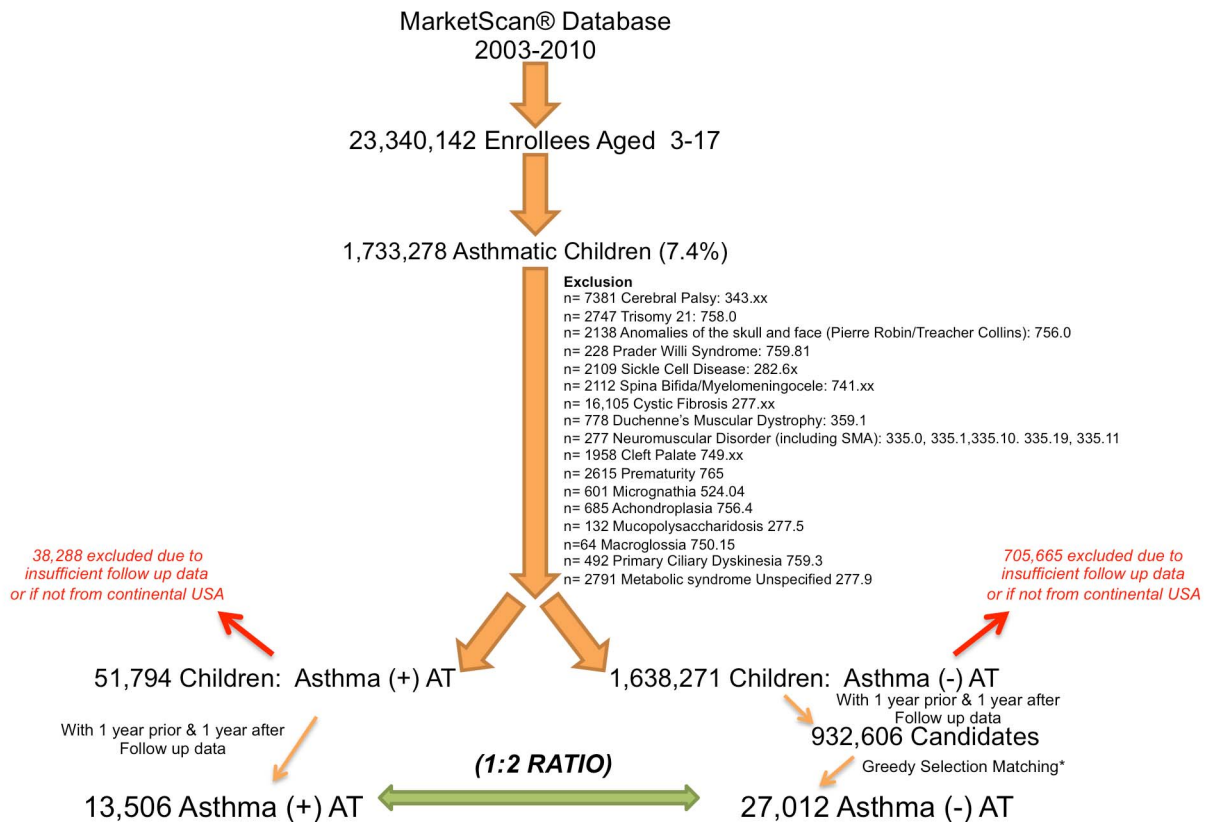 MarketScan® Database
2003-2010
23,340,142 Enrollees Aged 3-17
1,733,278 Asthmatic Children (7.4%)
Exclusion
n= 7381 Cerebral Palsy: 343.xx
n= 2747 Trisomy 21: 758.0
n= 2138 Anomalies of the skull and face (Pierre Robin/Treacher Collins): 756.0
n= 228 Prader Willi Syndrome: 759.81
n= 2109 Sickle Cell Disease: 282.6x
n= 2112 Spina Bifida/Myelomeningocele: 741.xx
n= 16,105 Cystic Fibrosis 277.xx
n= 778 Duchenne's Muscular Dystrophy: 359.1
n= 277 Neuromuscular Disorder (including SMA): 335.0, 335.1,335.10. 335.19, 335.11
n= 1958 Cleft Palate 749.xx
n= 2615 Prematurity 765
n= 601 Micrognathia 524.04
n= 685 Achondroplasia 756.4
n= 132 Mucopolysaccharidosis 277.5
n=64 Macroglossia 750.15
n= 492 Primary Ciliary Dyskinesia 759.3
n= 2791 Metabolic syndrome Unspecified 277.9
38,288 excluded due to
insufficient follow up data
or if not from continental USA
705,665 excluded due to
insufficient follow up data
or if not from continental USA
51,794 Children: Asthma (+) AT
1,638,271 Children: Asthma (-) AT
With 1 year prior & 1 year after
Follow up data
With 1 year prior & 1 year after
Follow up data
932,606 Candidates
(1:2 RATIO)
Greedy Selection Matching*
13,506 Asthma (+) AT
27,012 Asthma (-) AT